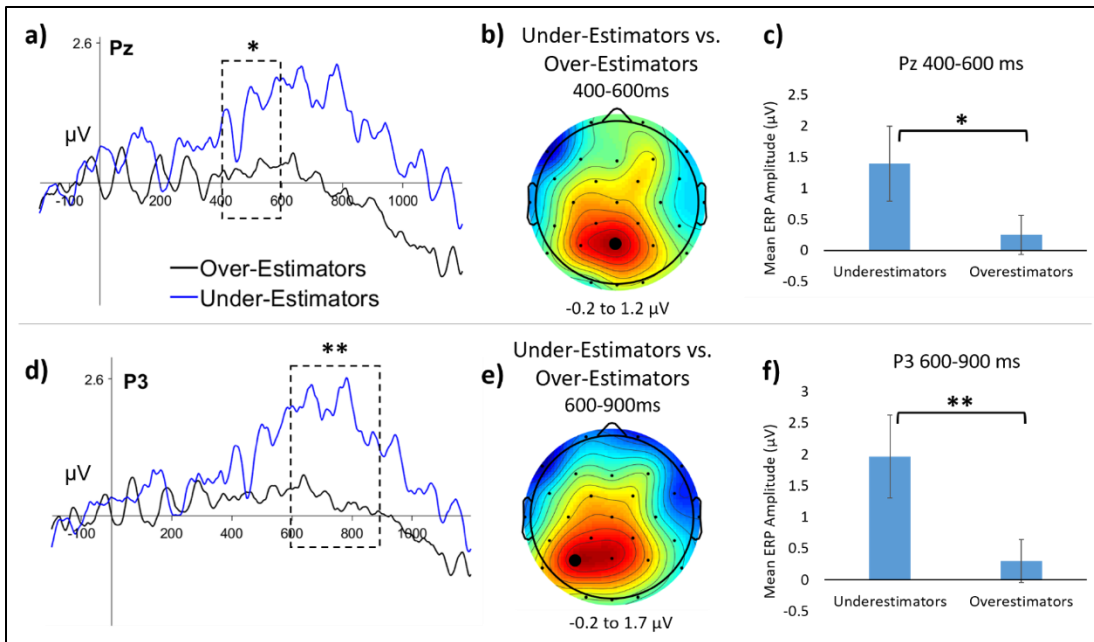 a)
Pz
2.6
*
µV
-100
200
400
600
800
1000
Over-Estimators
Under-Estimators
b)
Under-Estimators vs.
Over-Estimators
400-600ms
-0.2 to 1.2 µV
c)
Pz 400-600 ms
Mean ERP Amplitude (µV)
2.5
2
1.5
1
0.5
0
-0.5
*
Underestimators
Overestimators
d)
P3
2.6
**
µV
-100
200
400
600
800
1000
e)
Under-Estimators vs.
Over-Estimators
600-900ms
-0.2 to 1.7 µV
f)
P3 600-900 ms
Mean ERP Amplitude (µV)
3
2.5
2
1.5
1
0.5
0
-0.5
**
Underestimators
Overestimators